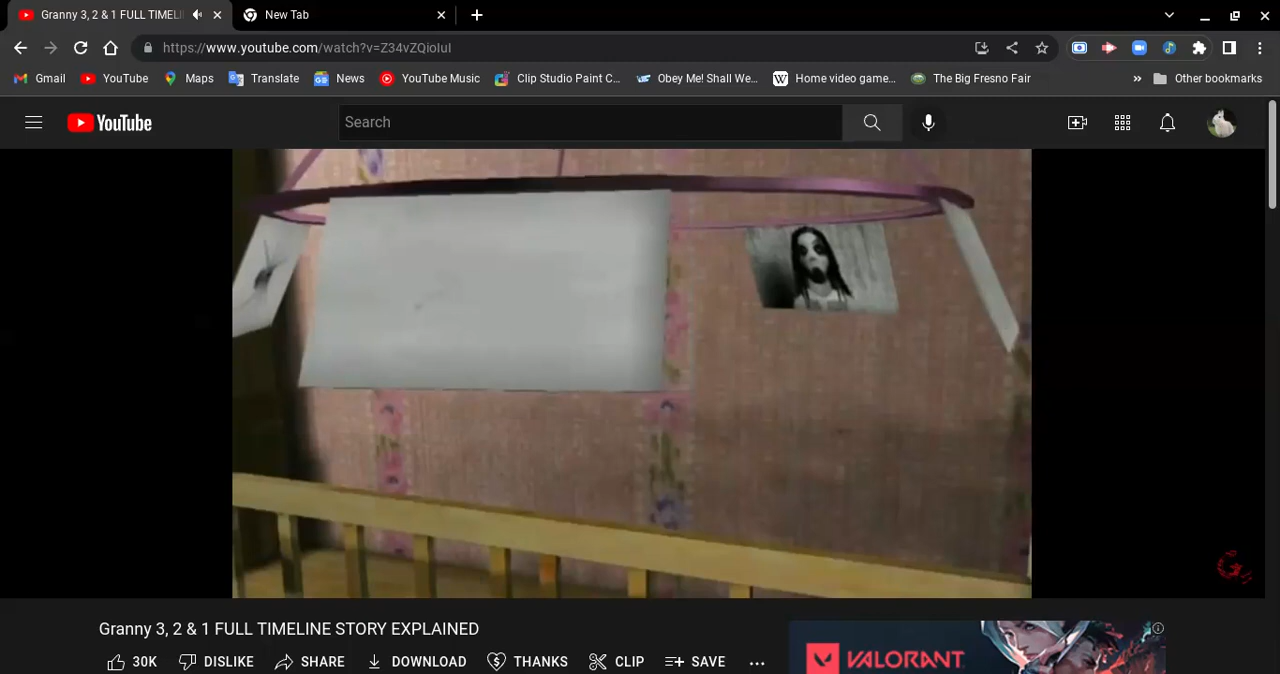 Granny 3, 2 & 1 FULL TIMELI
New Tab
https://www.youtube.com/watch?v=Z34vZQioIuI
Gmail
YouTube
Maps
Translate
News
YouTube Music
Clip Studio Paint C...
Obey Me! Shall We...
W
Home video game...
The Big Fresno Fair
»
Other bookmarks
YouTube
Search
Granny 3, 2 & 1 FULL TIMELINE STORY EXPLAINED
30K
DISLIKE
SHARE
DOWNLOAD
THANKS
CLIP
SAVE
...
VALORANT